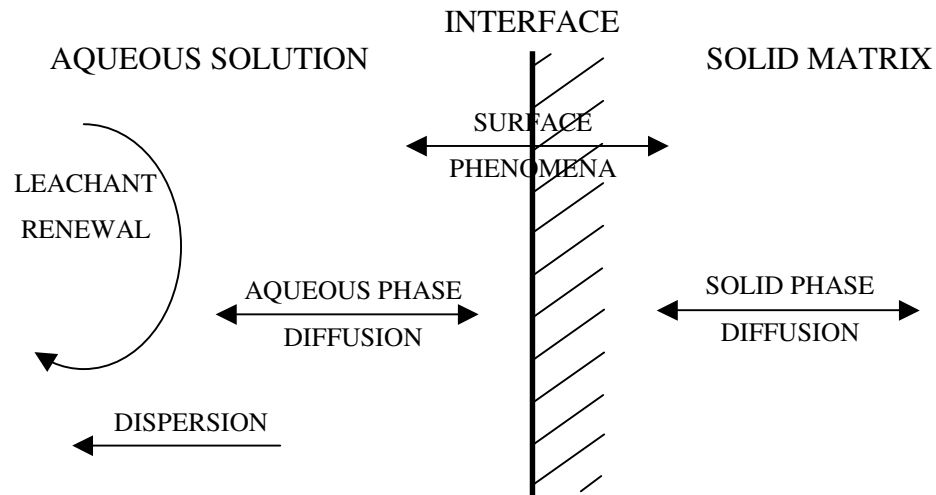 INTERFACE
AQUEOUS SOLUTION
SOLID MATRIX
SURFACE
PHENOMENA
LEACHANT
RENEWAL
AQUEOUS PHASE
DIFFUSION
SOLID PHASE
DIFFUSION
DISPERSION